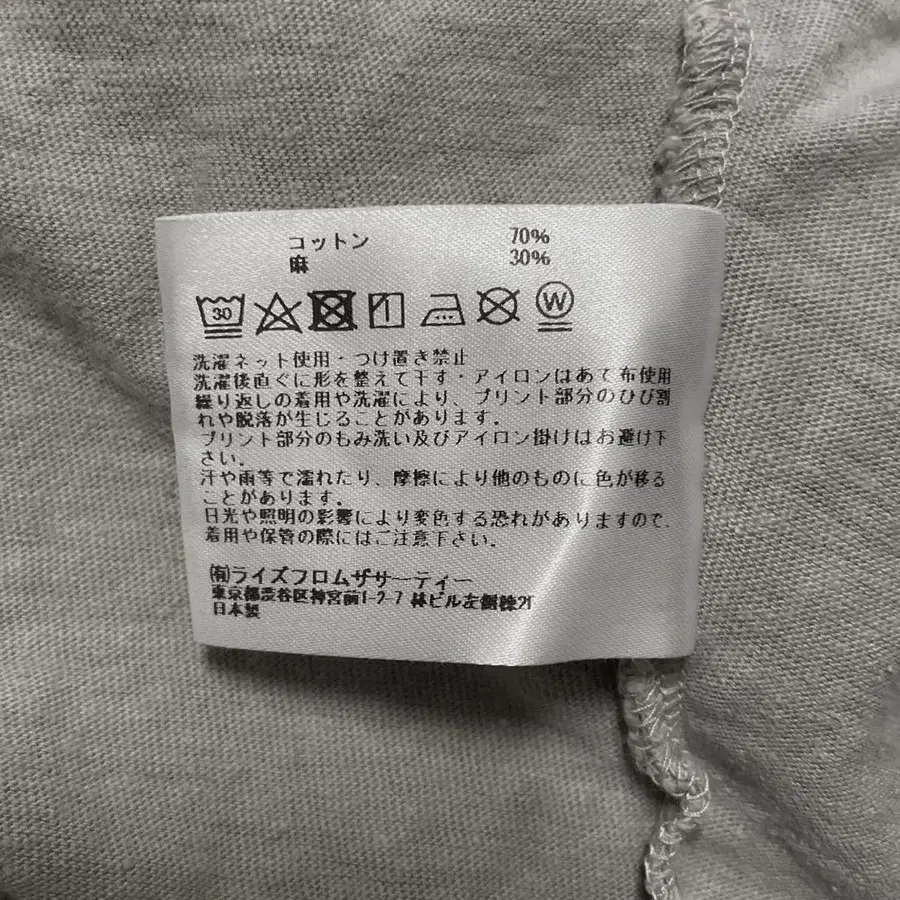 コットン 70%
麻 30%
30 W
洗濯ネット使用・つけ置き禁止
洗濯後直ぐに形を整えて干す・アイロンはあて布使用
繰り返しの着用や洗濯により、プリント部分のひび割
れや脱落が生じることがあります。
プリント部分のもみ洗い及びアイロン掛けはお避け下
さい。
汗や雨等で濡れたり、摩擦により他のものに色が移る
ことがあります。
日光や照明の影響により変色する恐れがありますので、
着用や保管の際にはご注意下さい。
㈲ライズフロムザサーティー
東京都渋谷区神宮前1-2-7 林ビル左側棟2F
日本製